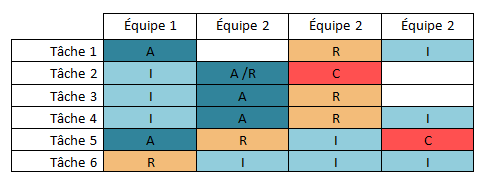 Équipe 1 Équipe 2 Équipe 2 Équipe 2
Tâche 1 A R I
Tâche 2 I A /R C
Tâche 3 I A R
Tâche 4 I A R I
Tâche 5 A R I C
Tâche 6 R I I I